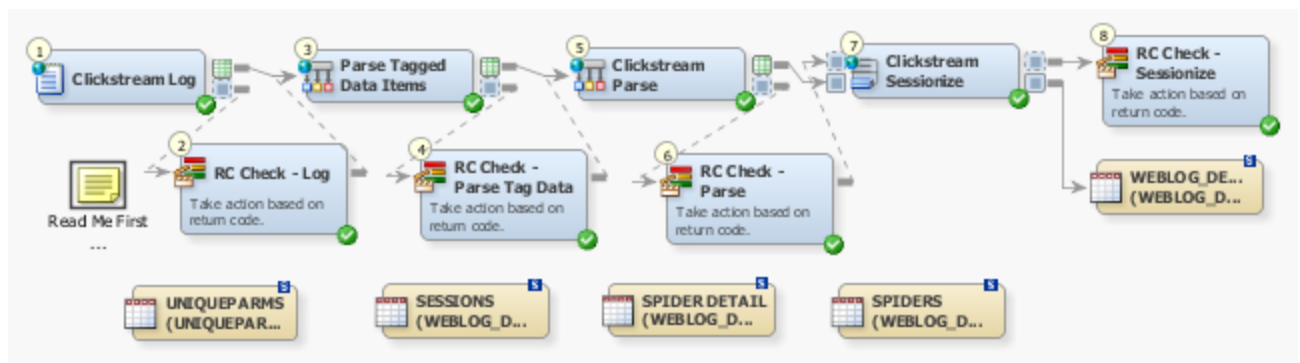 1
Clickstream Log
3
Parse Tagged
Data Items
5
Clickstream
Parse
7
Clickstream
Sessionize
8
RC Check -
Sessionize
Take action based on
return code.
2
RC Check - Log
Take action based on
return code.
4
RC Check -
Parse Tag Data
Take action based on
return code.
6
RC Check -
Parse
Take action based on
return code.
WEBLOG_DE...
(WEBLOG_D...
Read Me First
...
UNIQUEPARMS
(UNIQUEPAR...
SESSIONS
(WEBLOG_D...
SPIDER DETAIL
(WEBLOG_D...
SPIDERS
(WEBLOG_D...